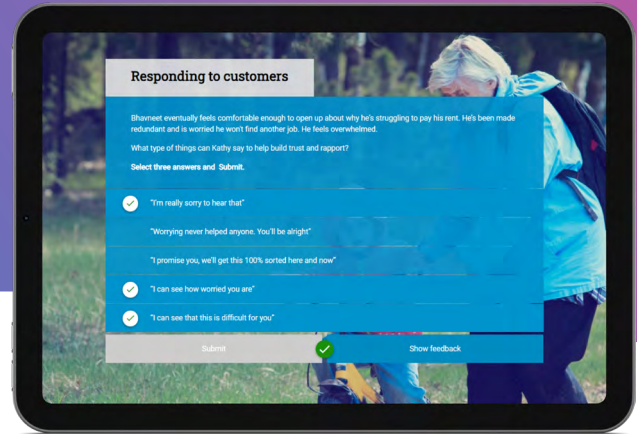 Responding to customers
Bhavneet eventually feels comfortable enough to open up about why he's struggling to pay his rent. He's been made
redundant and is worried he won't find another job. He feels overwhelmed.
What type of things can Kathy say to help build trust and rapport?
Select three answers and Submit.
"I'm really sorry to hear that"
"Worrying never helped anyone. You'll be alright"
"I promise you, we'll get this 100% sorted here and now"
"I can see how worried you are"
"I can see that this is difficult for you"
Submit
Show feedback